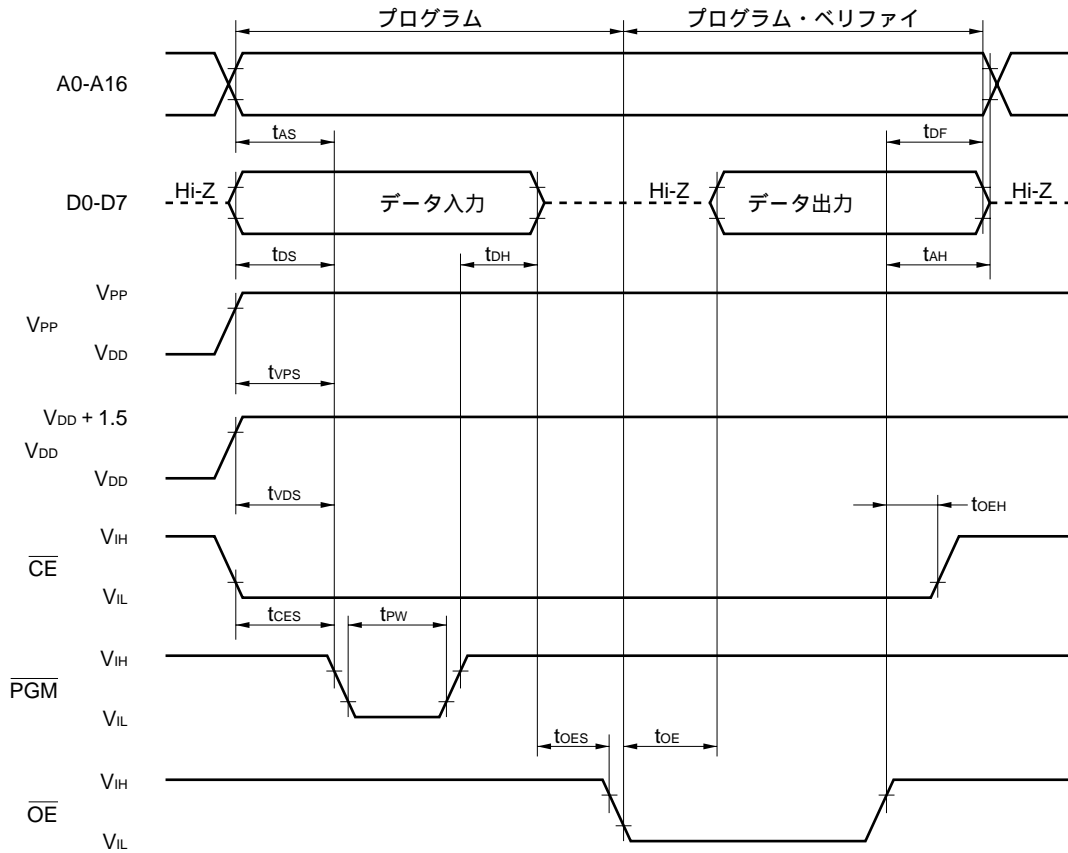 プログラム プログラム・ベリファイ
A0-A16
tAS tDF
Hi-Z Hi-Z Hi-Z
D0-D7 データ入力 データ出力
tDS tDH tAH
VPP
VPP
VDD
tVPS
VDD + 1.5
VDD
VDD
tVDS tOEH
VIH
CE
VIL
tCES tPW
VIH
PGM
VIL
tOES tOE
VIH
OE
VIL